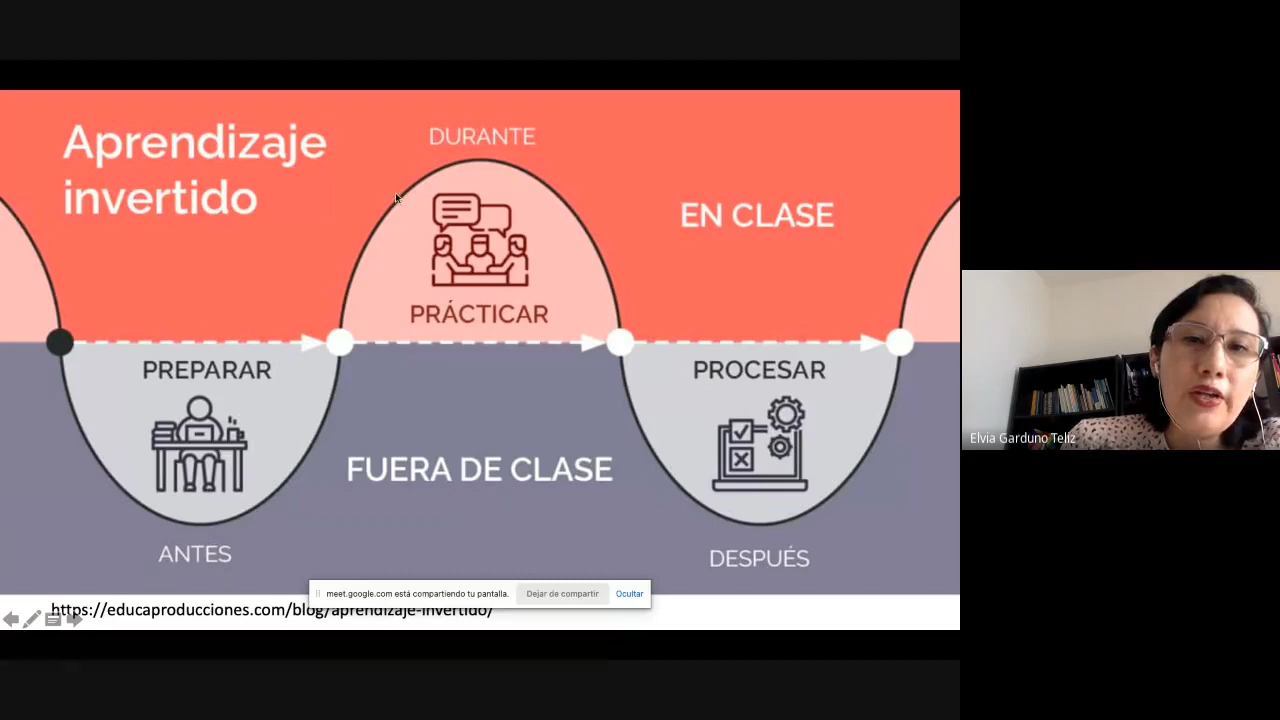 Aprendizaje
invertido
DURANTE
EN CLASE
PRÁCTICAR
PREPARAR
PROCESAR
FUERA DE CLASE
ANTES
DESPUÉS
meet.google.com está compartiendo tu pantalla.
Dejar de compartir
Ocultar
https://educaproducciones.com/blog/aprendizaje-invertido/
Elvia Garduno Teliz